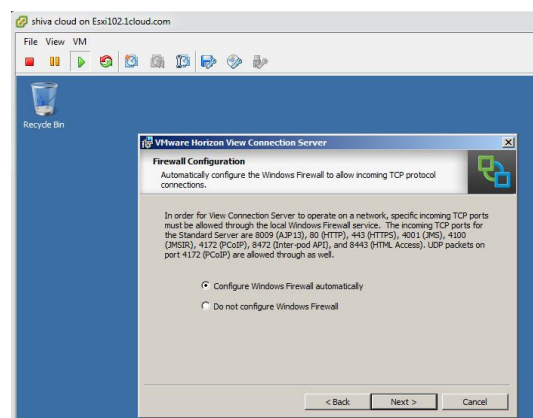 shiva cloud on Esxi102.1cloud.com
File View VM
Recycle Bin
VMware Horizon View Connection Server
Firewall Configuration
Automatically configure the Windows Firewall to allow incoming TCP protocol
connections.
In order for View Connection Server to operate on a network, specific incoming TCP ports
must be allowed through the local Windows Firewall service. The incoming TCP ports for
the Standard Server are 8009 (AJP13), 80 (HTTP), 443 (HTTPS), 4001 (JMS), 4100
(JMSIR), 4172 (PCoIP), 8472 (Inter-pod API), and 8443 (HTML Access). UDP packets on
port 4172 (PCoIP) are allowed through as well.
Configure Windows Firewall automatically
Do not configure Windows Firewall
< Back Next > Cancel